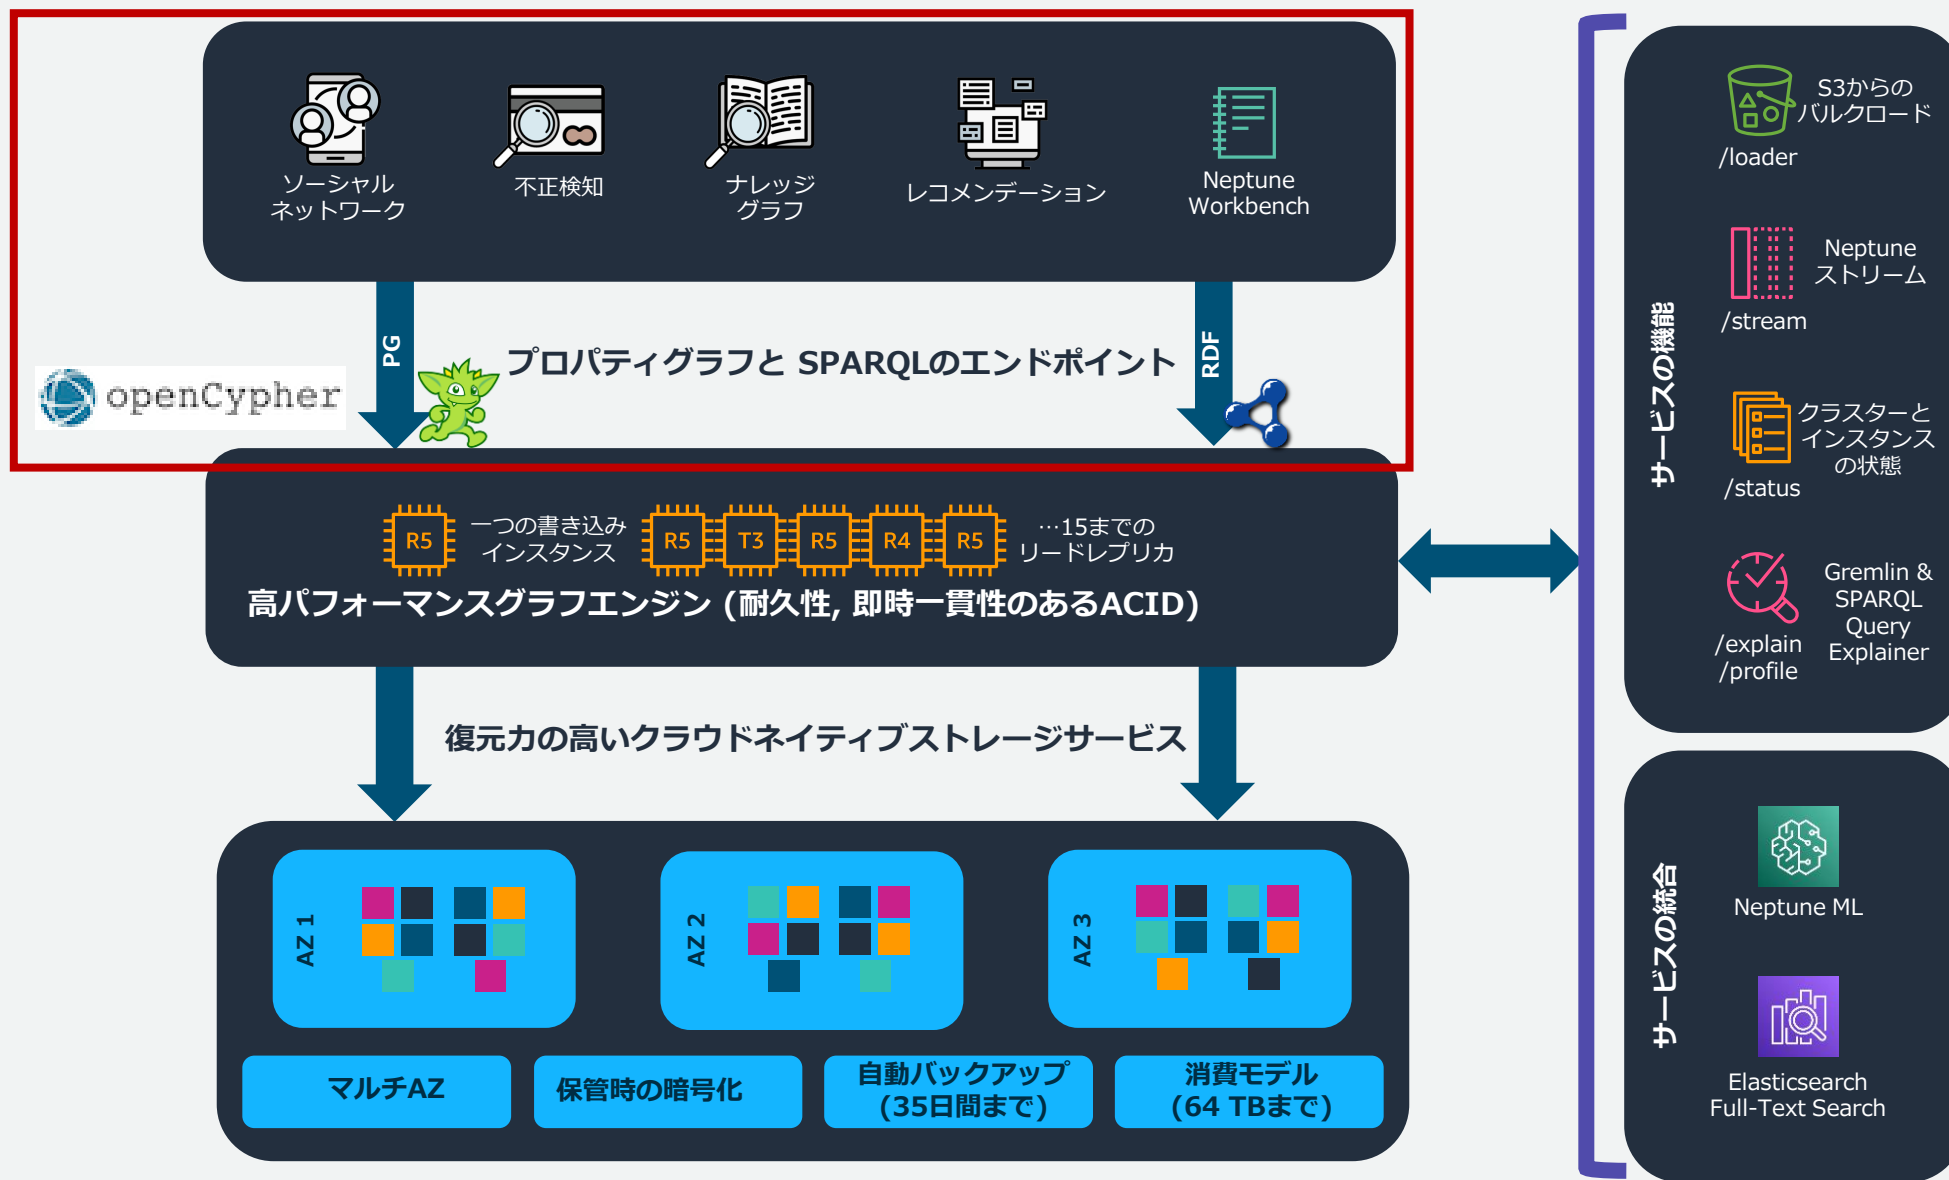 ソーシャル
ネットワーク
不正検知
ナレッジ
グラフ
レコメンデーション
Neptune
Workbench
PG
プロパティグラフと SPARQLのエンドポイント
RDF
openCypher
R5
一つの書き込み
インスタンス
R5
T3
R5
R4
R5
…15までの
リードレプリカ
高パフォーマンスグラフエンジン (耐久性, 即時一貫性のあるACID)
復元力の高いクラウドネイティブストレージサービス
AZ 1
AZ 2
AZ 3
マルチAZ
保管時の暗号化
自動バックアップ
(35日間まで)
消費モデル
(64 TBまで)
サービスの機能
S3からの
バルクロード
/loader
Neptune
ストリーム
/stream
クラスターと
インスタンス
の状態
/status
Gremlin &
SPARQL
Query
Explainer
/explain
/profile
サービスの統合
Neptune ML
Elasticsearch
Full-Text Search